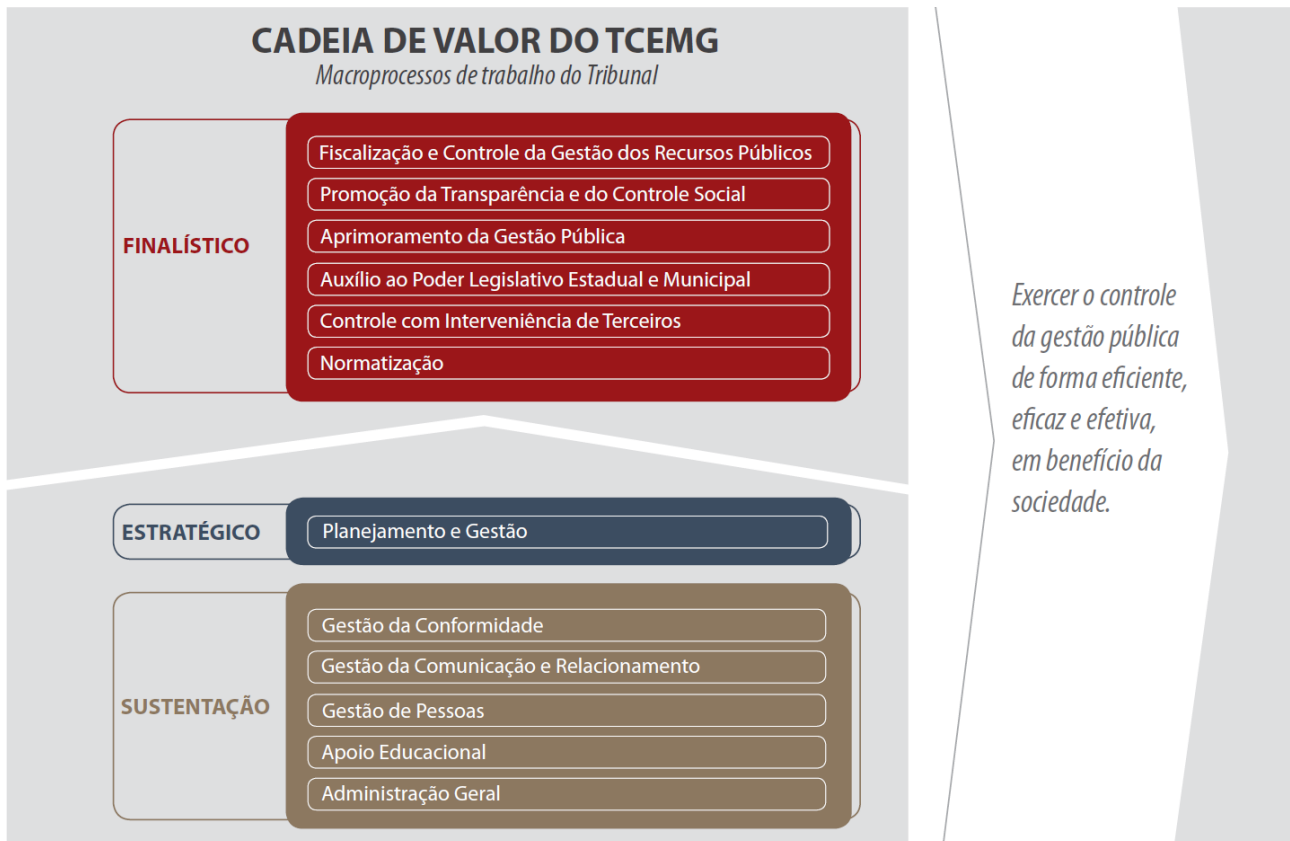 CADEIA DE VALOR DO TCEMG
Macroprocessos de trabalho do Tribunal
FINALÍSTICO
Fiscalização e Controle da Gestão dos Recursos Públicos
Promoção da Transparência e do Controle Social
Aprimoramento da Gestão Pública
Auxílio ao Poder Legislativo Estadual e Municipal
Controle com Interveniência de Terceiros
Normatização
ESTRATÉGICO
Planejamento e Gestão
SUSTENTAÇÃO
Gestão da Conformidade
Gestão da Comunicação e Relacionamento
Gestão de Pessoas
Apoio Educacional
Administração Geral
Exercer o controle
da gestão pública
de forma eficiente,
eficaz e efetiva,
em benefício da
sociedade.